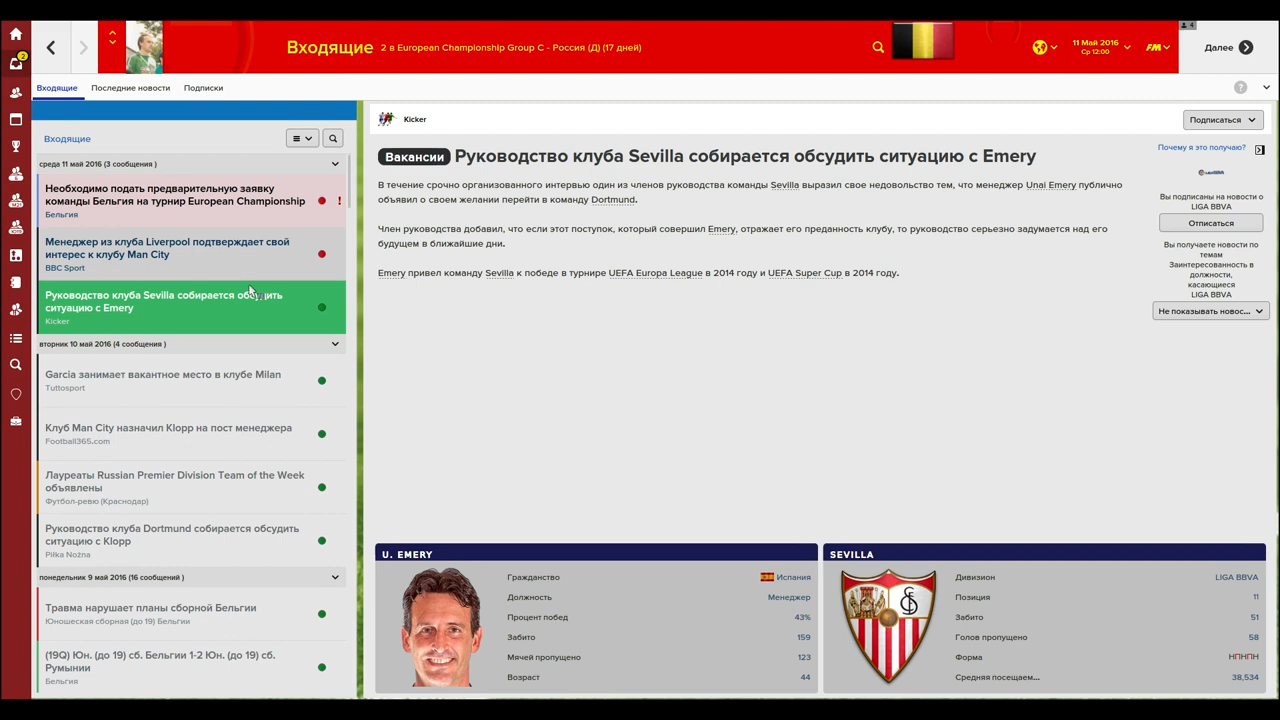 2
Входящие
2 в European Championship Group C - Россия (Д) (17 дней)
11 Май 2016
Ср 12:00
FM
4
Далее
Входящие
Последние новости
Подписки
?
Входящие
среда 11 май 2016 (3 сообщения )
Необходимо подать предварительную заявку
команды Бельгия на турнир European Championship
!
Бельгия
Менеджер из клуба Liverpool подтверждает свой
интерес к клубу Man City
BBC Sport
Руководство клуба Sevilla собирается обсудить
ситуацию с Emery
Kicker
вторник 10 май 2016 (4 сообщения )
Garcia занимает вакантное место в клубе Milan
Tuttosport
Клуб Man City назначил Klopp на пост менеджера
Football365.com
Лауреаты Russian Premier Division Team of the Week
объявлены
Футбол-ревю (Краснодар)
Руководство клуба Dortmund собирается обсудить
ситуацию с Klopp
Piłka Nożna
понедельник 9 май 2016 (16 сообщений )
Травма нарушает планы сборной Бельгии
Юношеская сборная (до 19) Бельгии
(19Q) Юн. (до 19) сб. Бельгии 1-2 Юн. (до 19) сб.
Румынии
Бельгия
Kicker
Подписаться
Вакансии Руководство клуба Sevilla собирается обсудить ситуацию с Emery
В течение срочно организованного интервью один из членов руководства команды Sevilla выразил свое недовольство тем, что менеджер Unai Emery публично
объявил о своем желании перейти в команду Dortmund.
Член руководства добавил, что если этот поступок, который совершил Emery, отражает его преданность клубу, то руководство серьезно задумается над его
будущем в ближайшие дни.
Emery привел команду Sevilla к победе в турнире UEFA Europa League в 2014 году и UEFA Super Cup в 2014 году.
Почему я это получаю?
Вы подписаны на новости о
LIGA BBVA
Отписаться
Вы получаете новости по
темам
Заинтересованность в
должности,
касающиеся
LIGA BBVA
Не показывать новос...
U. EMERY
Гражданство Испания
Должность Менеджер
Процент побед 43%
Забито 159
Мячей пропущено 123
Возраст 44
SEVILLA
Дивизион LIGA BBVA
Позиция 11
Забито 51
Голов пропущено 58
Форма НПНПН
Средняя посещаем... 38,534